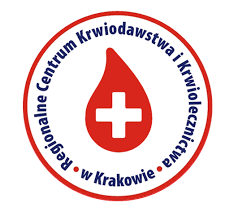 Regionalne Centrum Krwiodawstwa i Krwiolecznictwa
• w Krakowie •